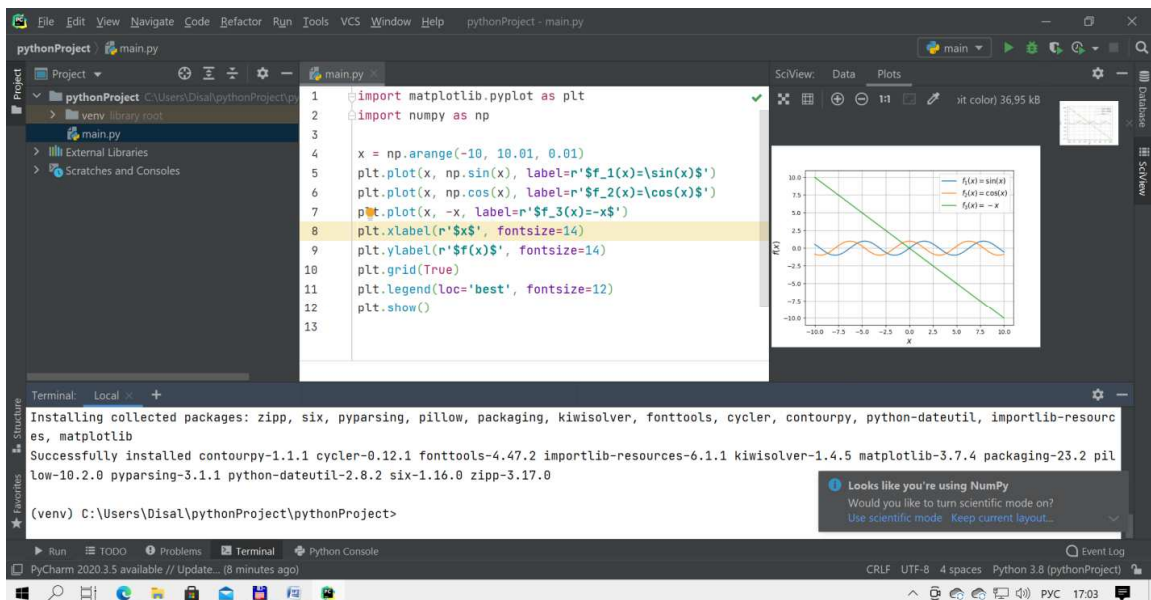 File Edit View Navigate Code Refactor Run Tools VCS Window Help pythonProject - main.py
pythonProject main.py
main
Project
main.py
SciView: Data Plots
pythonProject C:\Users\Disal\pythonProject\py
venv library root
main.py
External Libraries
Scratches and Consoles
1 import matplotlib.pyplot as plt
2 import numpy as np
3
4 x = np.arange(-10, 10.01, 0.01)
5 plt.plot(x, np.sin(x), label=r'$f_1(x)=\sin(x)$')
6 plt.plot(x, np.cos(x), label=r'$f_2(x)=\cos(x)$')
7 plt.plot(x, -x, label=r'$f_3(x)=-x$')
8 plt.xlabel(r'$x$', fontsize=14)
9 plt.ylabel(r'$f(x)$', fontsize=14)
10 plt.grid(True)
11 plt.legend(loc='best', fontsize=12)
12 plt.show()
13
1:1 color) 36,95 kB
f1(x) = sin(x)
f2(x) = cos(x)
f3(x) = − x
10.0
7.5
5.0
2.5
0.0
−2.5
−5.0
−7.5
−10.0
f(x)
−10.0 −7.5 −5.0 −2.5 0.0 2.5 5.0 7.5 10.0
x
Project
Structure
Favorites
Database
SciView
Terminal: Local +
Installing collected packages: zipp, six, pyparsing, pillow, packaging, kiwisolver, fonttools, cycler, contourpy, python-dateutil, importlib-resourc
es, matplotlib
Successfully installed contourpy-1.1.1 cycler-0.12.1 fonttools-4.47.2 importlib-resources-6.1.1 kiwisolver-1.4.5 matplotlib-3.7.4 packaging-23.2 pil
low-10.2.0 pyparsing-3.1.1 python-dateutil-2.8.2 six-1.16.0 zipp-3.17.0
(venv) C:\Users\Disal\pythonProject\pythonProject>
Looks like you're using NumPy
Would you like to turn scientific mode on?
Use scientific mode Keep current layout...
Run TODO Problems Terminal Python Console Event Log
PyCharm 2020.3.5 available // Update... (8 minutes ago) CRLF UTF-8 4 spaces Python 3.8 (pythonProject)
РУС 17:03